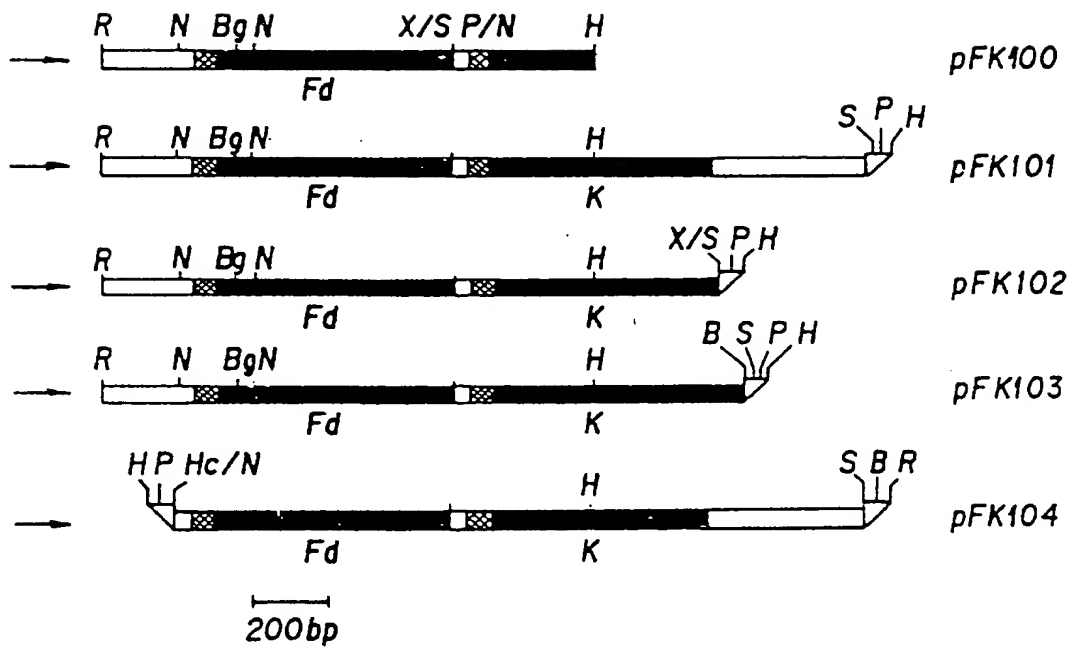 R N Bg N X/S P/N H
pFK100
Fd
R N Bg N H S P H
pFK101
Fd K
R N Bg N H X/S P H
pFK102
Fd K
R N BgN H B S P H
pFK103
Fd K
H P Hc/N H S B R
pFK104
Fd K
200bp